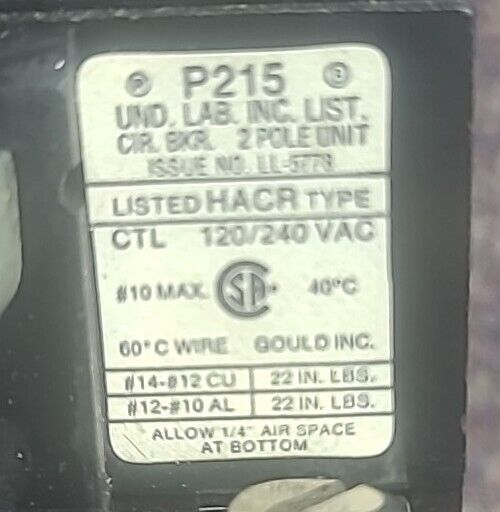 P P215 3
UND. LAB. INC. LIST.
CIR. BKR. 2 POLE UNIT
ISSUE NO. LL-5778
LISTED HACR TYPE
CTL 120/240 VAC
#10 MAX. SA 40°C
60°C WIRE GOULD INC.
#14-#12 CU 22 IN. LBS.
#12-#10 AL 22 IN. LBS.
ALLOW 1/4" AIR SPACE
AT BOTTOM